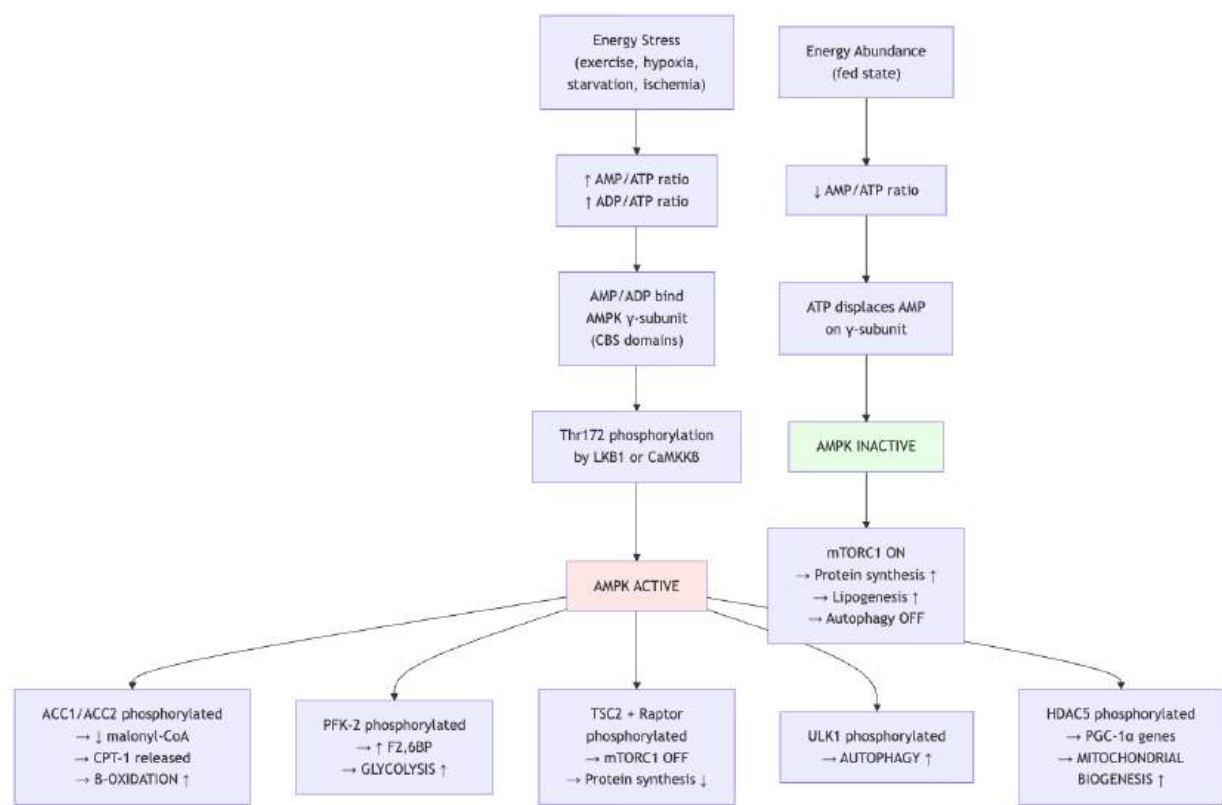 Energy Stress
(exercise, hypoxia,
starvation, ischemia)
Energy Abundance
(fed state)
↑ AMP/ATP ratio
↑ ADP/ATP ratio
↓ AMP/ATP ratio
AMP/ADP bind
AMPK γ-subunit
(CBS domains)
ATP displaces AMP
on γ-subunit
Thr172 phosphorylation
by LKB1 or CaMKKβ
AMPK INACTIVE
AMPK ACTIVE
mTORC1 ON
→ Protein synthesis ↑
→ Lipogenesis ↑
→ Autophagy OFF
ACC1/ACC2 phosphorylated
→ ↓ malonyl-CoA
→ CPT-1 released
→ β-OXIDATION ↑
PFK-2 phosphorylated
→ ↑ F2,6BP
→ GLYCOLYSIS ↑
TSC2 + Raptor
phosphorylated
→ mTORC1 OFF
→ Protein synthesis ↓
ULK1 phosphorylated
→ AUTOPHAGY ↑
HDAC5 phosphorylated
→ PGC-1α genes
→ MITOCHONDRIAL
BIOGENESIS ↑